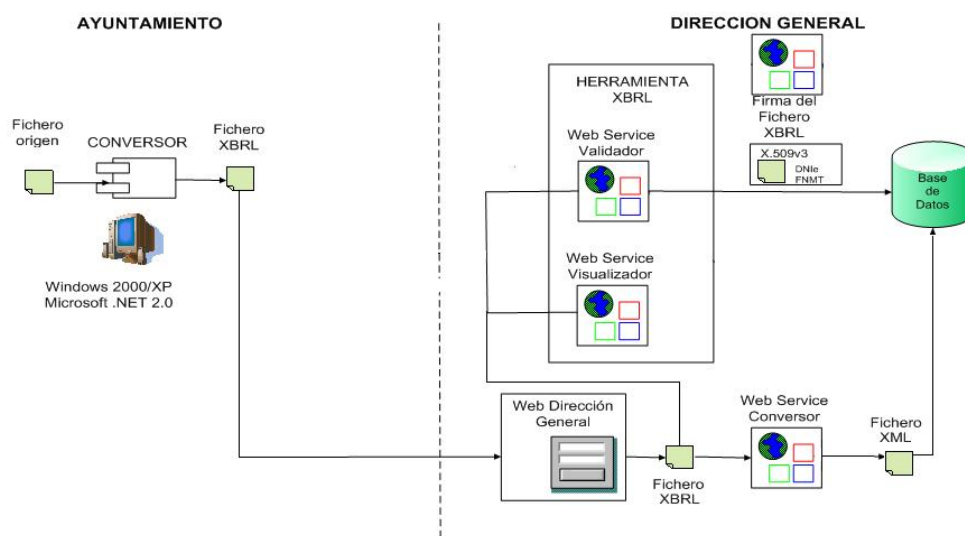 AYUNTAMIENTO
DIRECCION GENERAL
Fichero
origen
CONVERSOR
Fichero
XBRL
Windows 2000/XP
Microsoft .NET 2.0
HERRAMIENTA
XBRL
Web Service
Validador
Web Service
Visualizador
Firma del
Fichero
XBRL
X.509v3
DNIe
FNMT
Base
de
Datos
Web Dirección
General
Fichero
XBRL
Web Service
Conversor
Fichero
XML